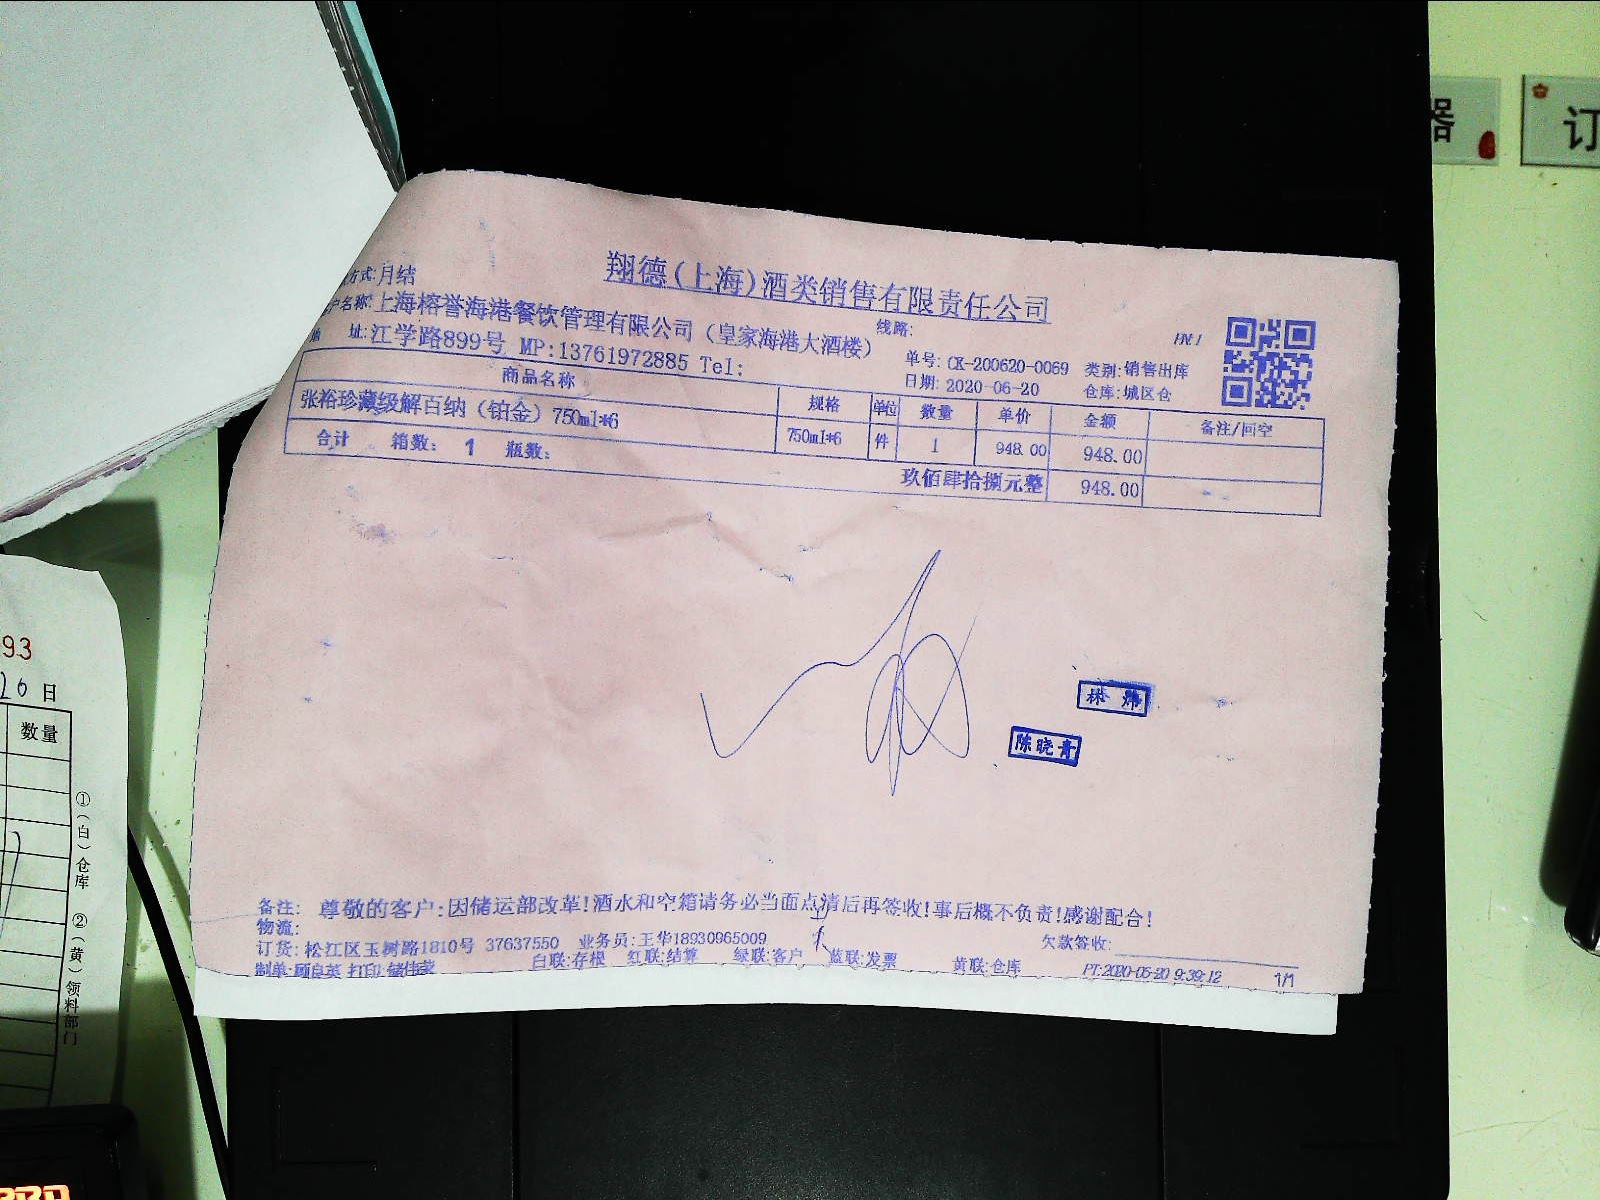 翔德(上海)酒类销售有限责任公司
方式:月结
户名称:上海榕誉海港餐饮管理有限公司（皇家海港大酒楼）
线路:
地 址:江学路899号 MP:13761972885 Tel:
单号: CK-200620-0069 类别:销售出库
日期: 2020-06-20 仓库:城区仓
商品名称 规格 单位 数量 单价 金额 备注/回空
张裕珍藏级解百纳（铂金）750ml*6 750ml*6 件 1 948.00 948.00
合计 箱数: 1 瓶数: 玖佰肆拾捌元整 948.00
林
陈晓青
备注: 尊敬的客户:因储运部改革!酒水和空箱请务必当面点清后再签收!事后概不负责!感谢配合!
物流:
订货: 松江区玉树路1810号 37637550 业务员:王华18930965009 欠款签收:
制单:顾良英 打印:储佳蓉 白联:存根 红联:结算 绿联:客户 蓝联:发票 黄联:仓库 PT:2020-06-20 9:39:12 1/1
器
订
93
20 日
数量
①(白)仓库 ②(黄)领料部门